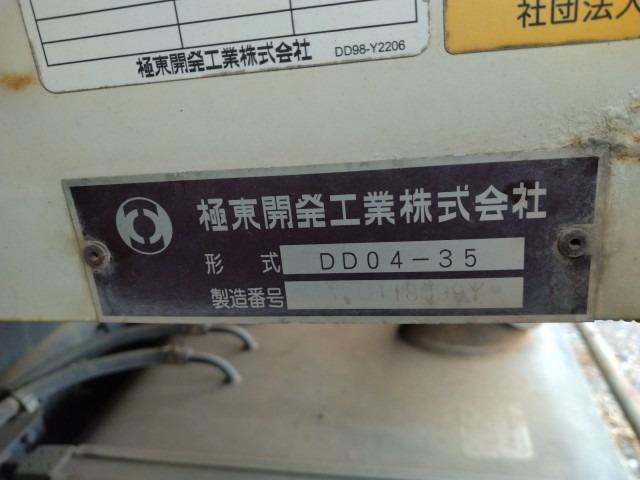 極東開発工業株式会社 DD98-Y2206
社団法人
極東開発工業株式会社
形式 DD04-35
製造番号